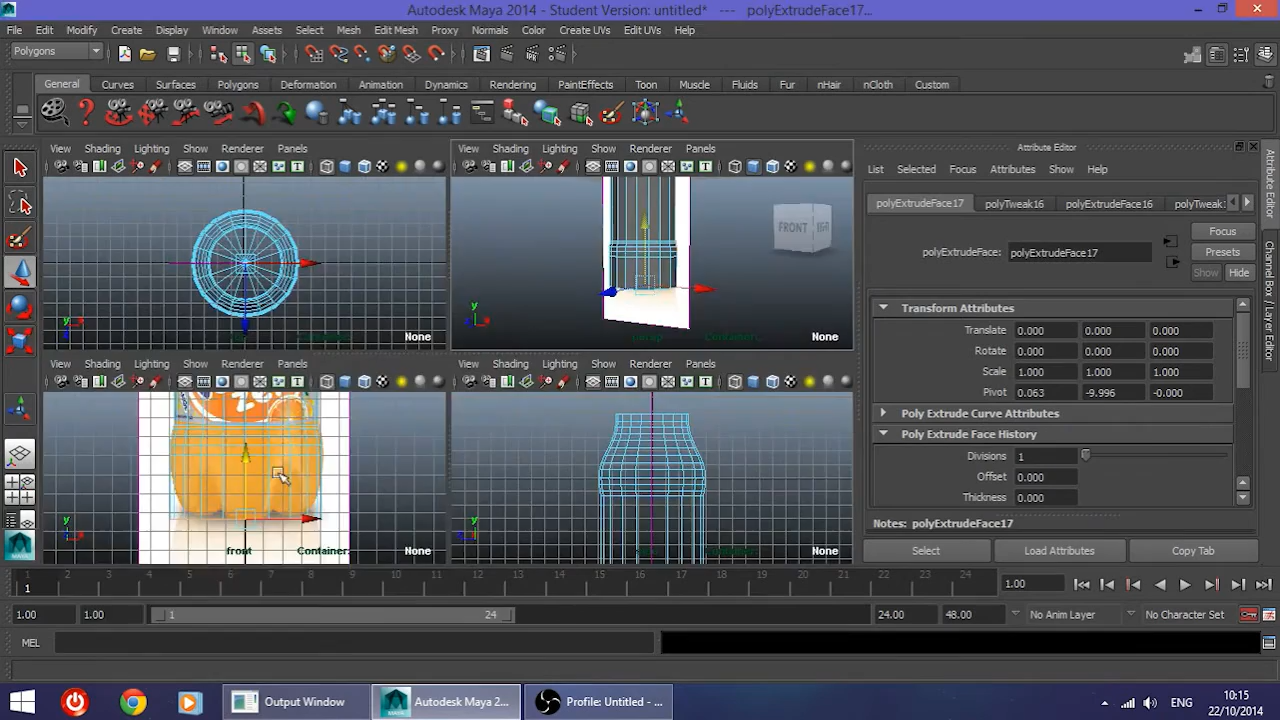 Autodesk Maya 2014 - Student Version: untitled* --- polyExtrudeFace17...
File Edit Modify Create Display Window Assets Select Mesh Edit Mesh Proxy Normals Color Create UVs Edit UVs Help
Polygons
General Curves Surfaces Polygons Deformation Animation Dynamics Rendering PaintEffects Toon Muscle Fluids Fur nHair nCloth Custom
View Shading Lighting Show Renderer Panels
View Shading Lighting Show Renderer Panels
None
FRONT
None
View Shading Lighting Show Renderer Panels
View Shading Lighting Show Renderer Panels
front Container: None
None
Attribute Editor
List Selected Focus Attributes Show Help
polyExtrudeFace17 polyTweak16 polyExtrudeFace16 polyTweak
polyExtrudeFace: polyExtrudeFace17
Focus
Presets
Show Hide
Transform Attributes
Translate 0.000 0.000 0.000
Rotate 0.000 0.000 0.000
Scale 1.000 1.000 1.000
Pivot 0.063 -9.996 -0.000
Poly Extrude Curve Attributes
Poly Extrude Face History
Divisions 1
Offset 0.000
Thickness 0.000
Notes: polyExtrudeFace17
Select Load Attributes Copy Tab
Attribute Editor
Channel Box / Layer Editor
1 2 3 4 5 6 7 8 9 10 11 12 13 14 15 16 17 18 19 20 21 22 23 24
1
1.00
1.00 1.00 1 24 24.00 48.00 No Anim Layer No Character Set
MEL
Output Window
Autodesk Maya 2...
Profile: Untitled - ...
ENG
10:15
22/10/2014